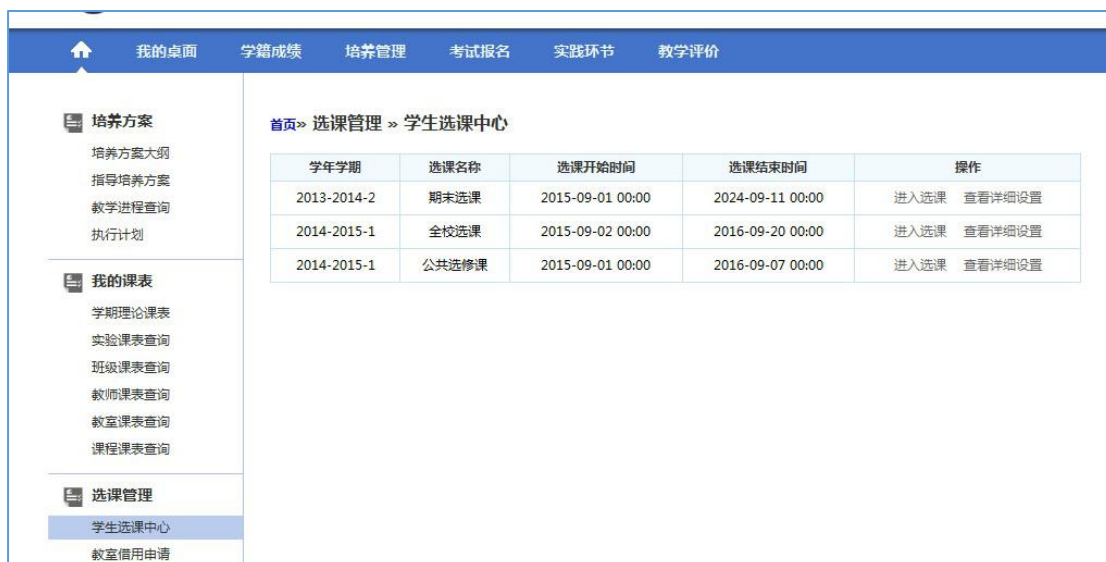 我的桌面 学籍成绩 培养管理 考试报名 实践环节 教学评价
培养方案
培养方案大纲
指导培养方案
教学进程查询
执行计划
我的课表
学期理论课表
实验课表查询
班级课表查询
教师课表查询
教室课表查询
课程课表查询
选课管理
学生选课中心
教室借用申请
首页» 选课管理 » 学生选课中心
学年学期 选课名称 选课开始时间 选课结束时间 操作
2013-2014-2 期末选课 2015-09-01 00:00 2024-09-11 00:00 进入选课 查看详细设置
2014-2015-1 全校选课 2015-09-02 00:00 2016-09-20 00:00 进入选课 查看详细设置
2014-2015-1 公共选修课 2015-09-01 00:00 2016-09-07 00:00 进入选课 查看详细设置